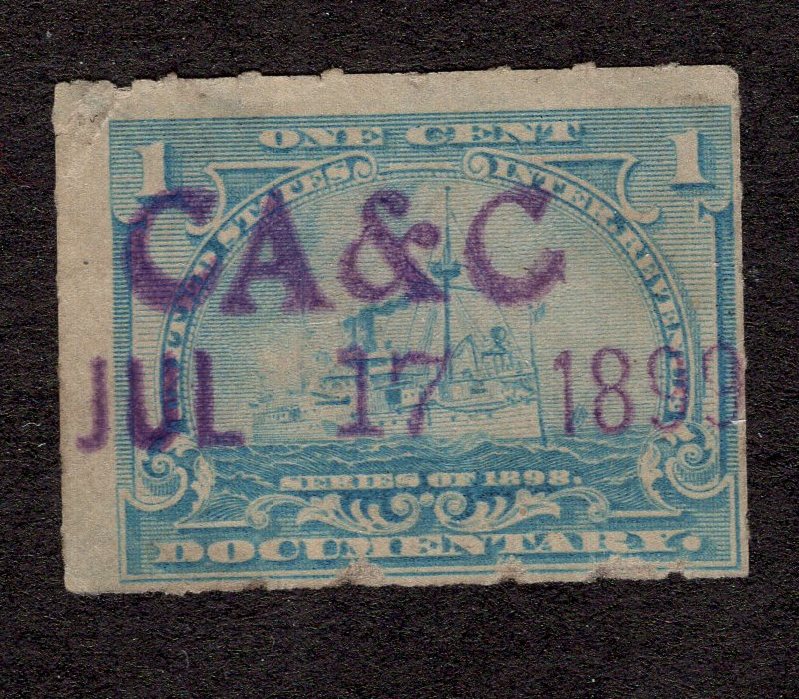 ONE CENT
1 1
UNITED STATES INTER. REVENUE
CA&C
JUL 17 1899
SERIES OF 1898.
DOCUMENTARY.